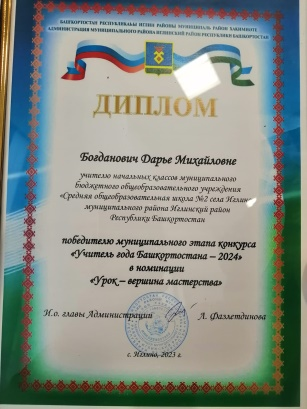 БАШКОРТОСТАН РЕСПУБЛИКАҺЫ ИГЛИН РАЙОНЫ МУНИЦИПАЛЬ РАЙОН ХАКИМИӘТЕ
АДМИНИСТРАЦИЯ МУНИЦИПАЛЬНОГО РАЙОНА ИГЛИНСКИЙ РАЙОН РЕСПУБЛИКИ БАШКОРТОСТАН
ДИПЛОМ
Богданович Дарье Михайловне
учителю начальных классов муниципального
бюджетного общеобразовательного учреждения
«Средняя общеобразовательная школа №2 села Иглино
муниципального района Иглинский район
Республики Башкортостан
победителю муниципального этапа конкурса
«Учитель года Башкортостана – 2024»
в номинации
«Урок – вершина мастерства»
И.о. главы Администрации Л. Фазлетдинова
с. Иглино, 2023 г.